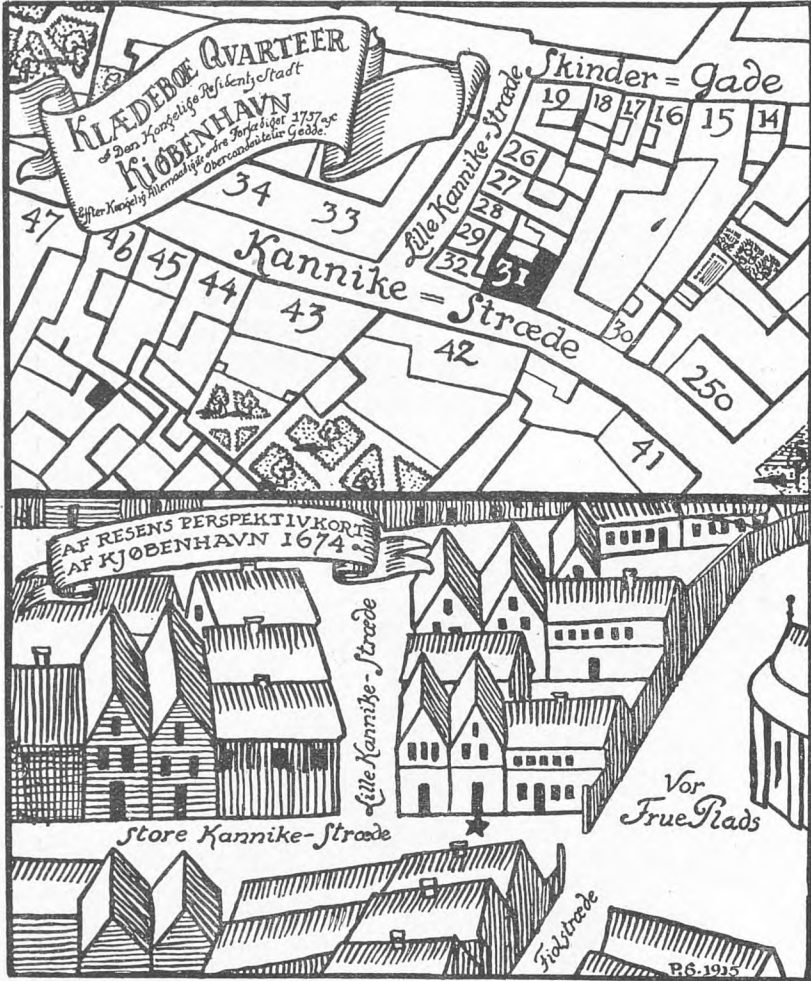 KLÆDEBOE QVARTEER
Den Kongelige Residentz Stadt
KIØBENHAVN
Effter Kongelig Allernaadigste ordre Forfærdiget 1757 af
Oberconducteur Gedde.
Skinder = Gade
Lille Kannike-Stræde
19
18
17
16
15
14
26
27
28
29
32
31
30
34
33
Kannike = Stræde
47
46
45
44
43
42
41
250
AF RESENS PERSPEKTIVKORT
AF KJØBENHAVN 1674
Lille Kannike-Stræde
Store Kannike-Stræde
Vor
Frue Plads
Fiolstræde
P.G. 1915